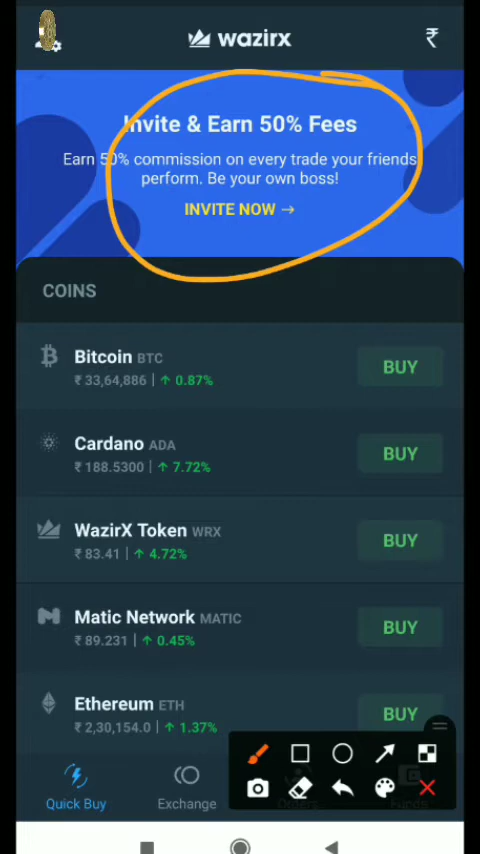 wazirx
₹
Invite & Earn 50% Fees
Earn 50% commission on every trade your friends
perform. Be your own boss!
INVITE NOW →
COINS
Bitcoin BTC
₹ 33,64,886 | ↑ 0.87%
BUY
Cardano ADA
₹ 188.5300 | ↑ 7.72%
BUY
WazirX Token WRX
₹ 83.41 | ↑ 4.72%
BUY
Matic Network MATIC
₹ 89.231 | ↑ 0.45%
BUY
Ethereum ETH
₹ 2,30,154.0 | ↑ 1.37%
BUY
Quick Buy
Exchange